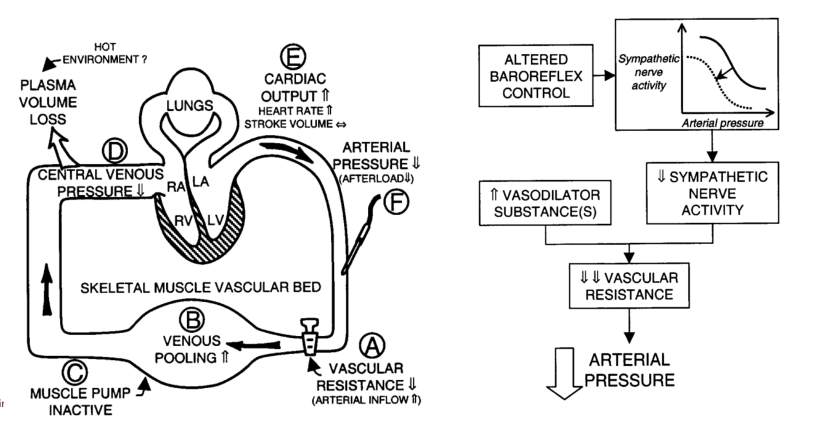 HOT
ENVIRONMENT ?
PLASMA
VOLUME
LOSS
D
CENTRAL VENOUS
PRESSURE ⇓
LUNGS
RA
LA
RV
LV
E
CARDIAC
OUTPUT ⇑
HEART RATE ⇑
STROKE VOLUME ⇔
ARTERIAL
PRESSURE ⇓
(AFTERLOAD⇓)
F
SKELETAL MUSCLE VASCULAR BED
B
VENOUS
POOLING ⇑
A
VASCULAR
RESISTANCE ⇓
(ARTERIAL INFLOW ⇑)
C
MUSCLE PUMP
INACTIVE
ir
ALTERED
BAROREFLEX
CONTROL
Sympathetic
nerve
activity
Arterial pressure
⇑ VASODILATOR
SUBSTANCE(S)
⇓ SYMPATHETIC
NERVE
ACTIVITY
⇓⇓ VASCULAR
RESISTANCE
ARTERIAL
PRESSURE